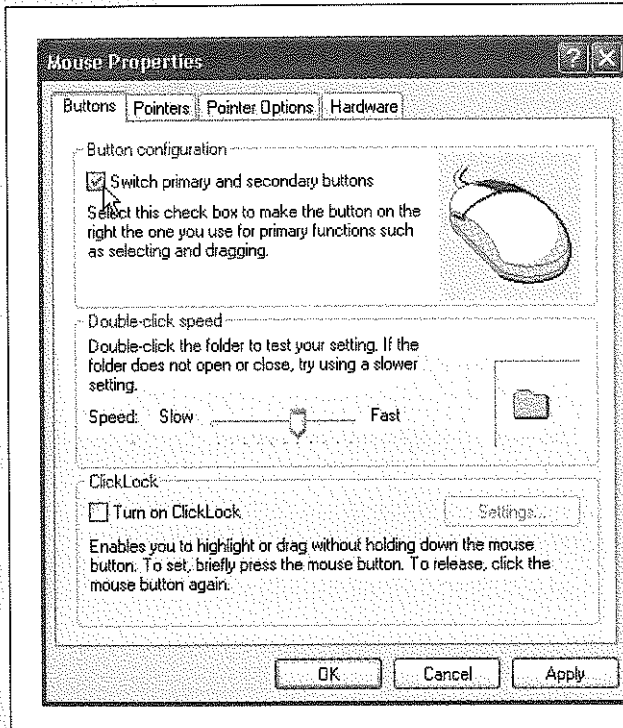 Mouse Properties
Buttons Pointers Pointer Options Hardware
Button configuration
Switch primary and secondary buttons
Select this check box to make the button on the
right the one you use for primary functions such
as selecting and dragging.
Double-click speed
Double-click the folder to test your setting. If the
folder does not open or close, try using a slower
setting.
Speed: Slow Fast
ClickLock
Turn on ClickLock Settings...
Enables you to highlight or drag without holding down the mouse
button. To set, briefly press the mouse button. To release, click the
mouse button again.
OK Cancel Apply